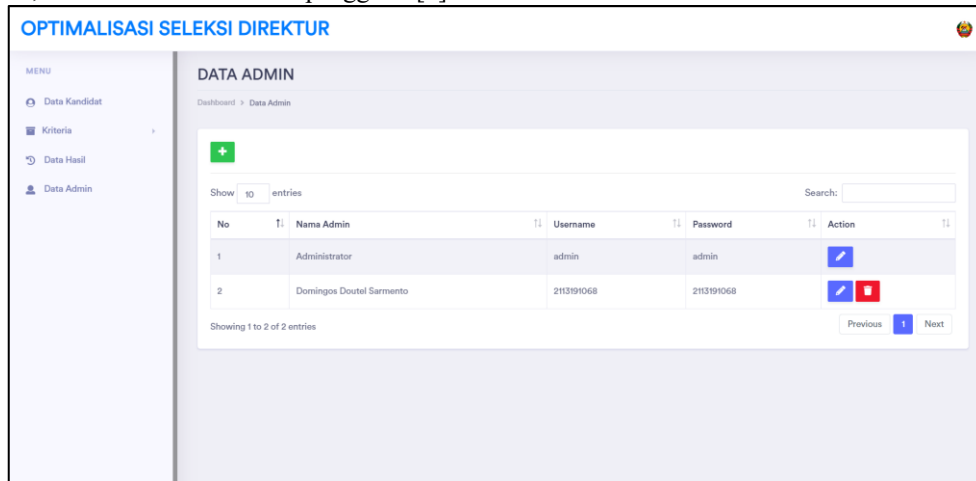 OPTIMALISASI SELEKSI DIREKTUR
MENU
Data Kandidat
Kriteria
Data Hasil
Data Admin
DATA ADMIN
Dashboard > Data Admin
+
Show 10 entries Search:
No Nama Admin Username Password Action
1 Administrator admin admin
2 Domingos Doutel Sarmento 2113191068 2113191068
Showing 1 to 2 of 2 entries Previous 1 Next